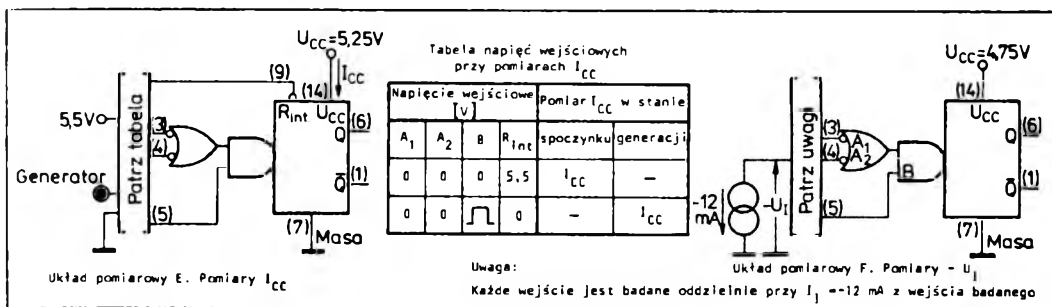 U_CC=5,25V
I_CC
(9)
(14)
R_int U_CC
5,5V
Patrz tabela
(3)
(4)
Q (6)
Q̅ (1)
Generator
(5)
(7)
Masa
Układ pomiarowy E. Pomiary I_CC
Tabela napięć wejściowych
przy pomiarach I_CC
Napięcie wejściowe [V] Pomiar I_CC w stanie
A_1 A_2 B R_int spoczynku generacji
0 0 0 5.5 I_CC —
0 0 0 — I_CC
Uwaga:
Każde wejście jest badane oddzielnie przy I_I =-12 mA z wejścia badanego
U_CC=4,75V
(14)
U_CC
Patrz uwagi
(3)
(4)
A_1
A_2
B
Q (6)
Q̅ (1)
-12
mA
-U_I
(5)
(7)
Masa
Układ pomiarowy F. Pomiary - U_I